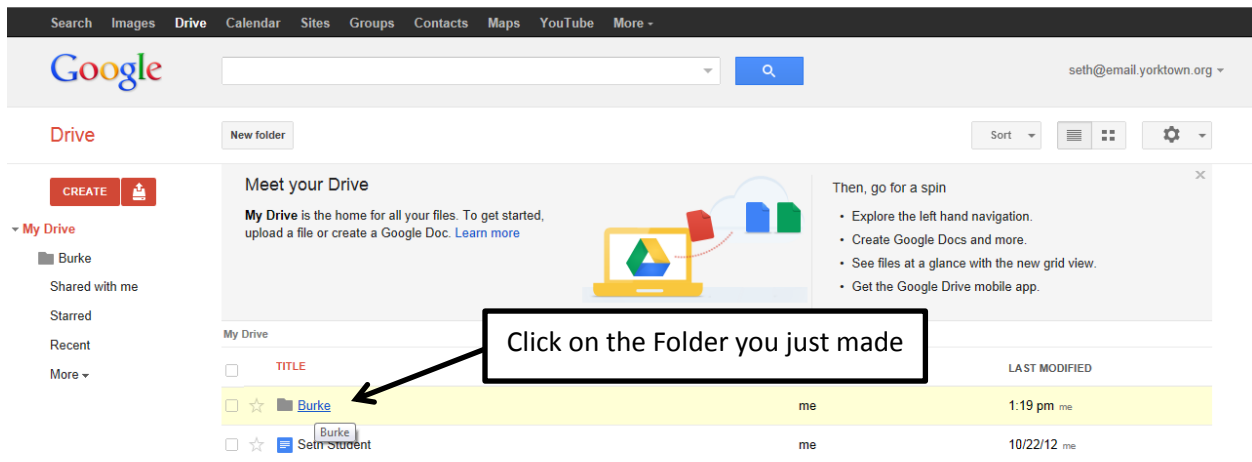 Search Images Drive Calendar Sites Groups Contacts Maps YouTube More
Google
seth@email.yorktown.org
Drive
New folder
Sort
CREATE
My Drive
Burke
Shared with me
Starred
Recent
More
Meet your Drive
My Drive is the home for all your files. To get started,
upload a file or create a Google Doc. Learn more
Then, go for a spin
• Explore the left hand navigation.
• Create Google Docs and more.
• See files at a glance with the new grid view.
• Get the Google Drive mobile app.
My Drive
Click on the Folder you just made
TITLE LAST MODIFIED
Burke me 1:19 pm me
Burke
Seth Student me 10/22/12 me